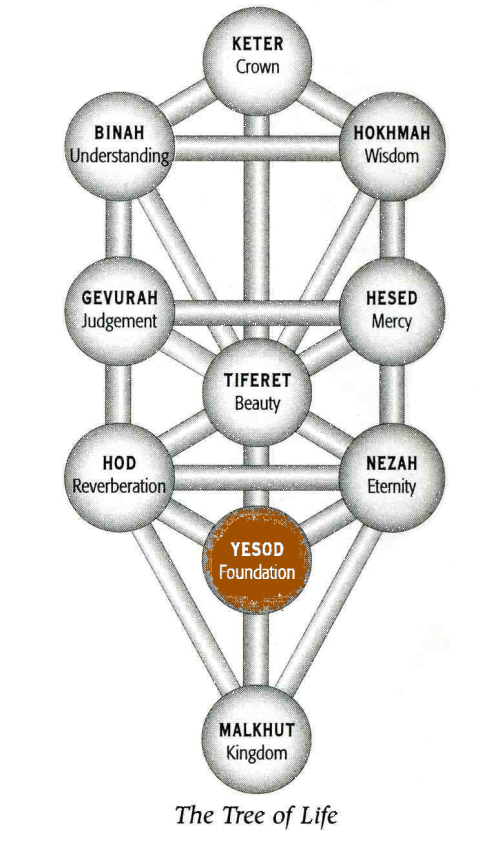 KETER
Crown
BINAH
Understanding
HOKHMAH
Wisdom
GEVURAH
Judgement
HESED
Mercy
TIFERET
Beauty
HOD
Reverberation
NEZAH
Eternity
YESOD
Foundation
MALKHUT
Kingdom
The Tree of Life